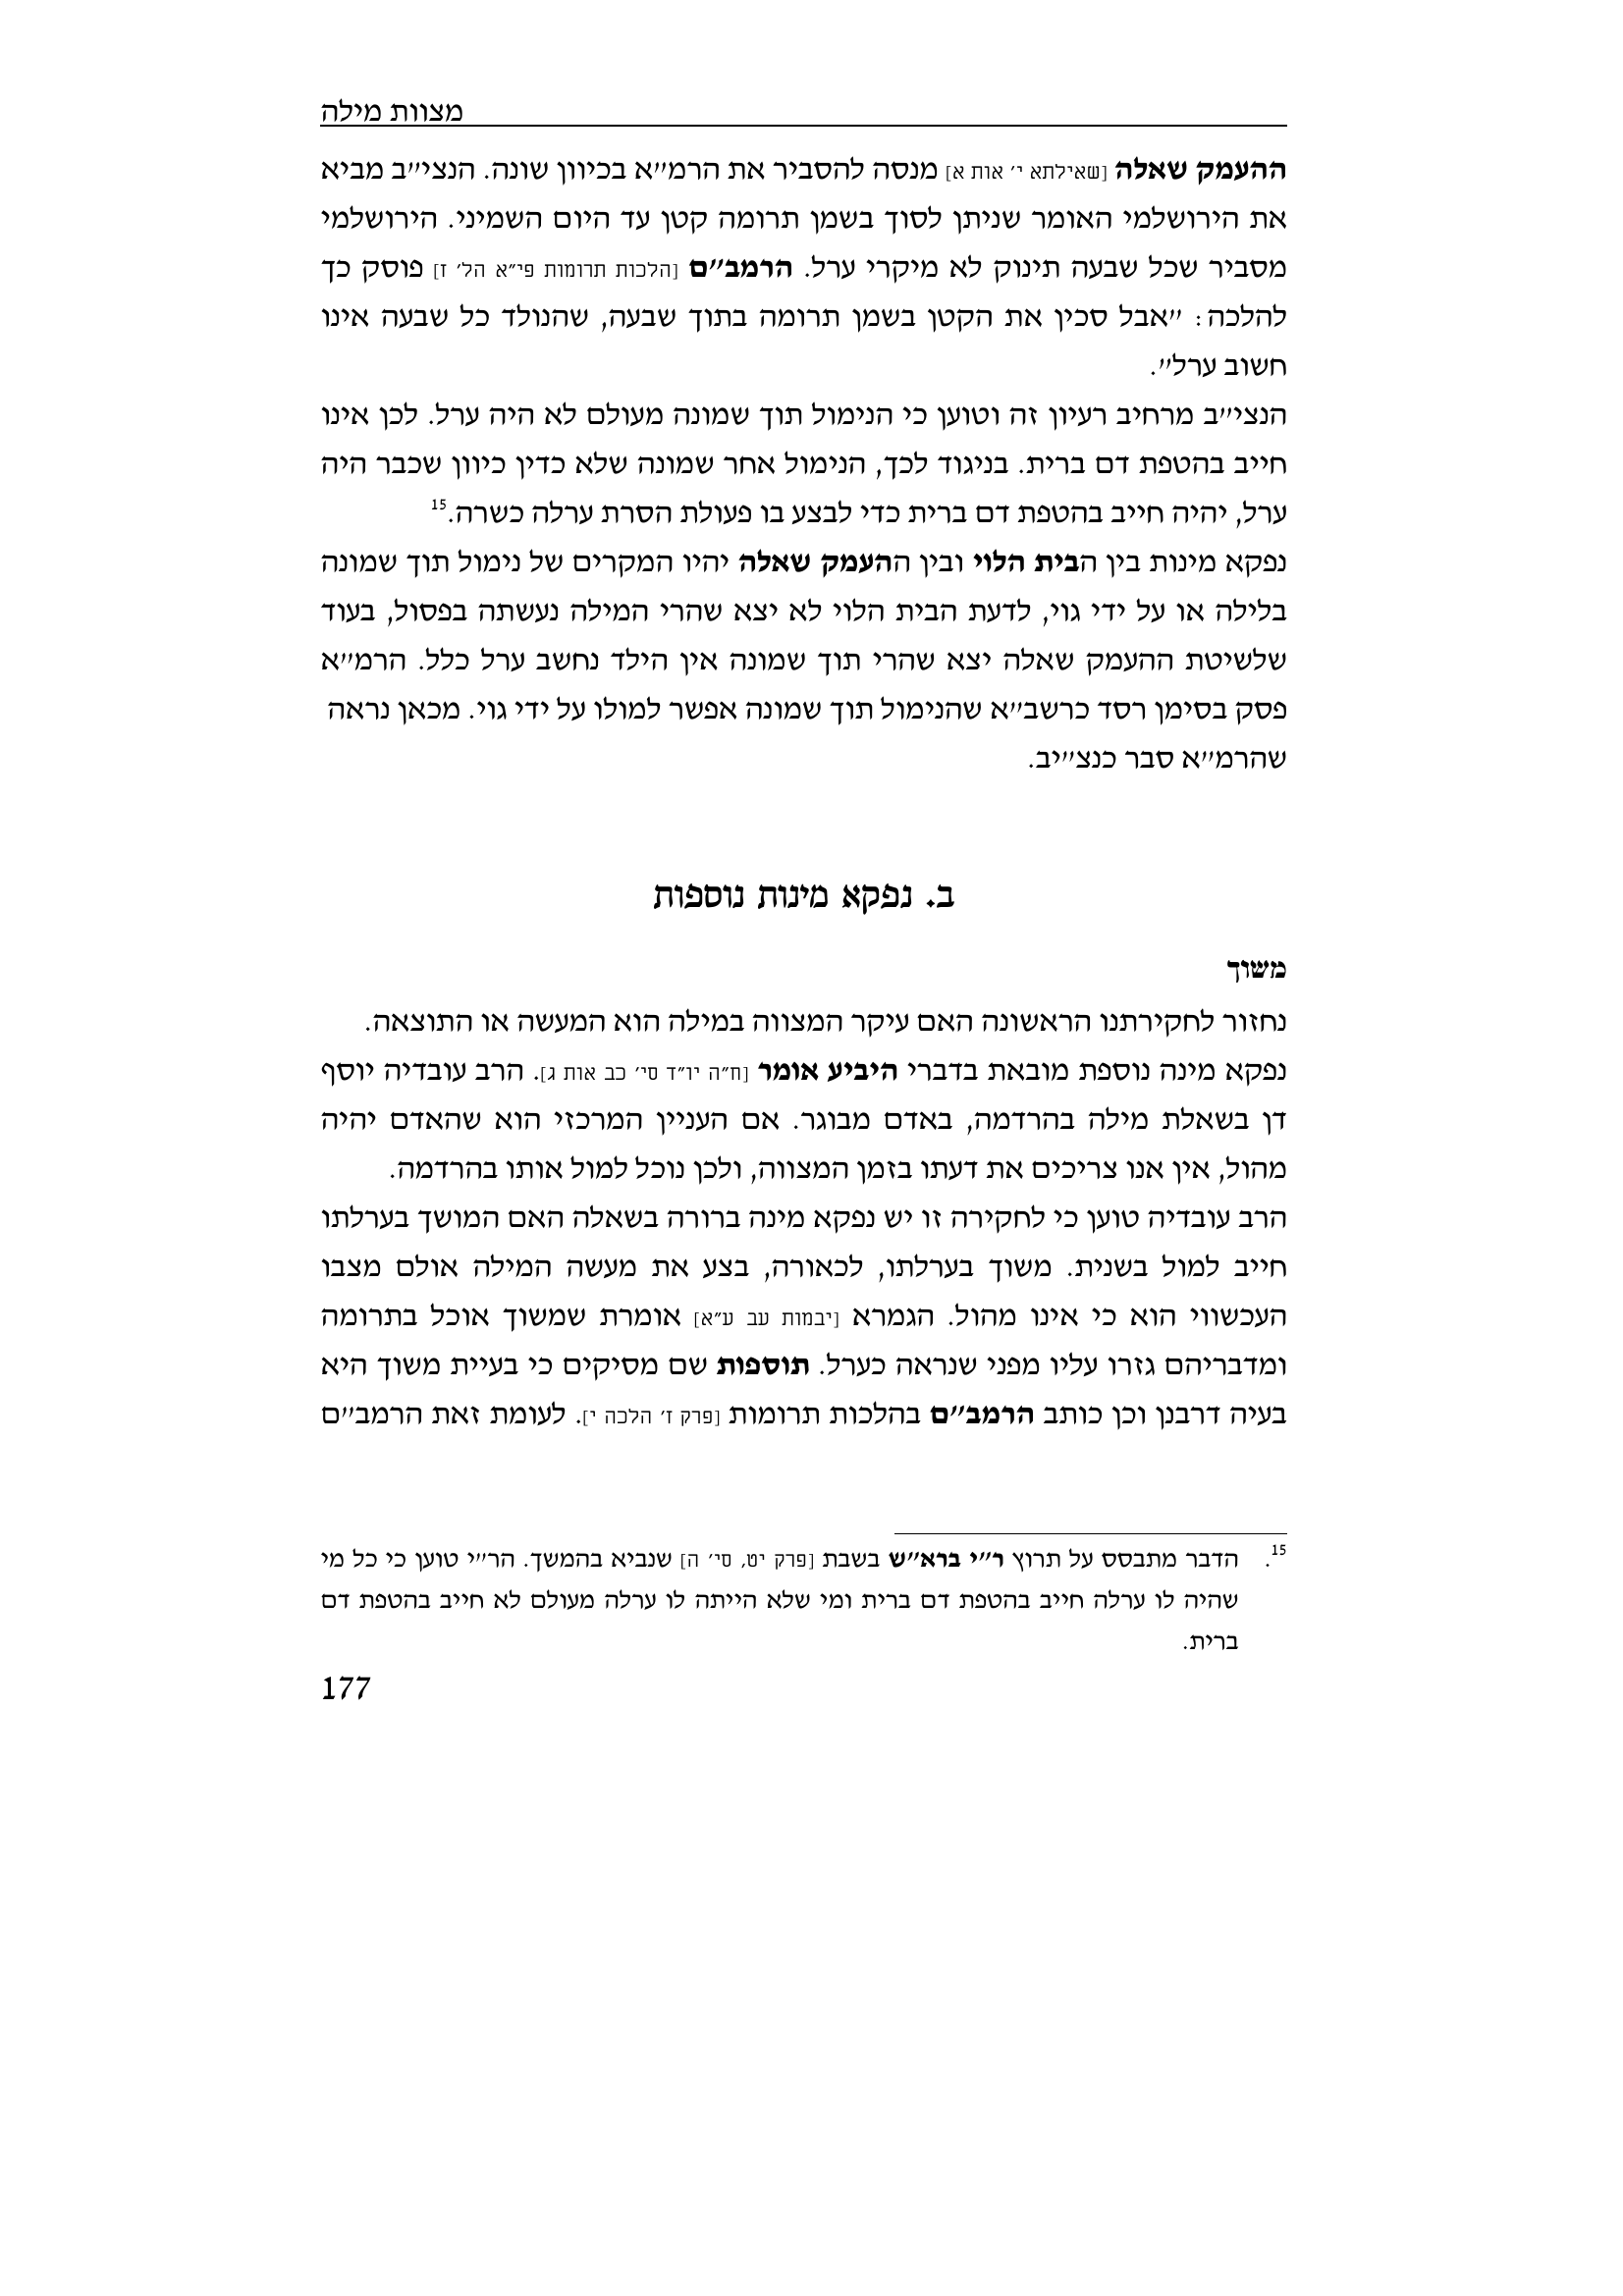 מצוות מילה
ההעמק שאלה [שאילתא י׳ אות א] מנסה להסביר את הרמ״א בכיוון שונה. הנצי״ב מביא
את הירושלמי האומר שניתן לסוך בשמן תרומה קטן עד היום השמיני. הירושלמי
מסביר שכל שבעה תינוק לא מיקרי ערל. הרמב״ם [הלכות תרומות פי״א הל׳ ז] פוסק כך
להלכה: ״אבל סכין את הקטן בשמן תרומה בתוך שבעה, שהנולד כל שבעה אינו
חשוב ערל״.
הנצי״ב מרחיב רעיון זה וטוען כי הנימול תוך שמונה מעולם לא היה ערל. לכן אינו
חייב בהטפת דם ברית. בניגוד לכך, הנימול אחר שמונה שלא כדין כיוון שכבר היה
ערל, יהיה חייב בהטפת דם ברית כדי לבצע בו פעולת הסרת ערלה כשרה.15
נפקא מינות בין הבית הלוי ובין ההעמק שאלה יהיו המקרים של נימול תוך שמונה
בלילה או על ידי גוי, לדעת הבית הלוי לא יצא שהרי המילה נעשתה בפסול, בעוד
שלשיטת ההעמק שאלה יצא שהרי תוך שמונה אין הילד נחשב ערל כלל. הרמ״א
פסק בסימן רסד כרשב״א שהנימול תוך שמונה אפשר למולו על ידי גוי. מכאן נראה
שהרמ״א סבר כנצ״יב.
ב. נפקא מינות נוספות
משוך
נחזור לחקירתנו הראשונה האם עיקר המצווה במילה הוא המעשה או התוצאה.
נפקא מינה נוספת מובאת בדברי היביע אומר [ח״ה יו״ד סי׳ כב אות ג]. הרב עובדיה יוסף
דן בשאלת מילה בהרדמה, באדם מבוגר. אם העניין המרכזי הוא שהאדם יהיה
מהול, אין אנו צריכים את דעתו בזמן המצווה, ולכן נוכל למול אותו בהרדמה.
הרב עובדיה טוען כי לחקירה זו יש נפקא מינה ברורה בשאלה האם המושך בערלתו
חייב למול בשנית. משוך בערלתו, לכאורה, בצע את מעשה המילה אולם מצבו
העכשווי הוא כי אינו מהול. הגמרא [יבמות עב ע״א] אומרת שמשוך אוכל בתרומה
ומדבריהם גזרו עליו מפני שנראה כערל. תוספות שם מסיקים כי בעיית משוך היא
בעיה דרבנן וכן כותב הרמב״ם בהלכות תרומות [פרק ז׳ הלכה י]. לעומת זאת הרמב״ם
15. הדבר מתבסס על תרוץ ר״י ברא״ש בשבת [פרק יט, סי׳ ה] שנביא בהמשך. הר״י טוען כי כל מי
שהיה לו ערלה חייב בהטפת דם ברית ומי שלא הייתה לו ערלה מעולם לא חייב בהטפת דם
ברית.
177